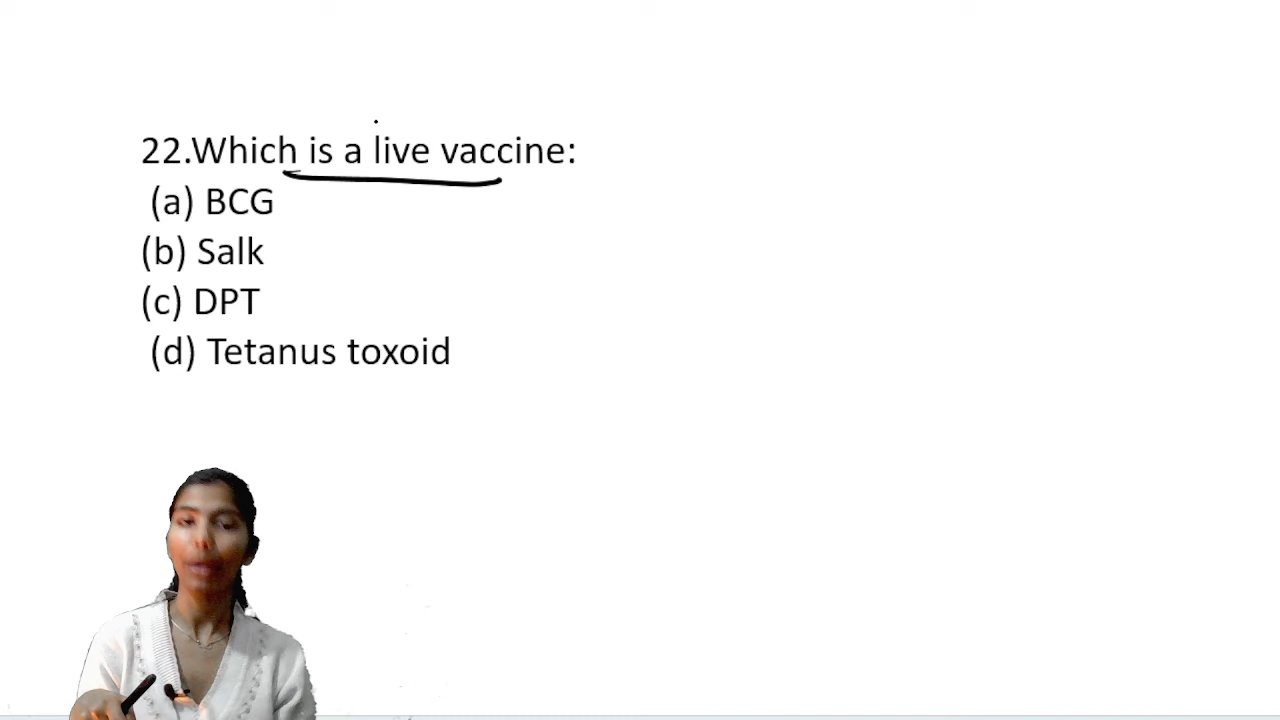 22.Which is a live vaccine:
(a) BCG
(b) Salk
(c) DPT
(d) Tetanus toxoid